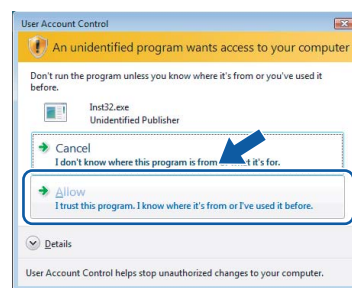 User Account Control
An unidentified program wants access to your computer
Don't run the program unless you know where it's from or you've used it
before.
Inst32.exe
Unidentified Publisher
Cancel
I don't know where this program is from it's for.
Allow
I trust this program. I know where it's from or I've used it before.
Details
User Account Control helps stop unauthorized changes to your computer.